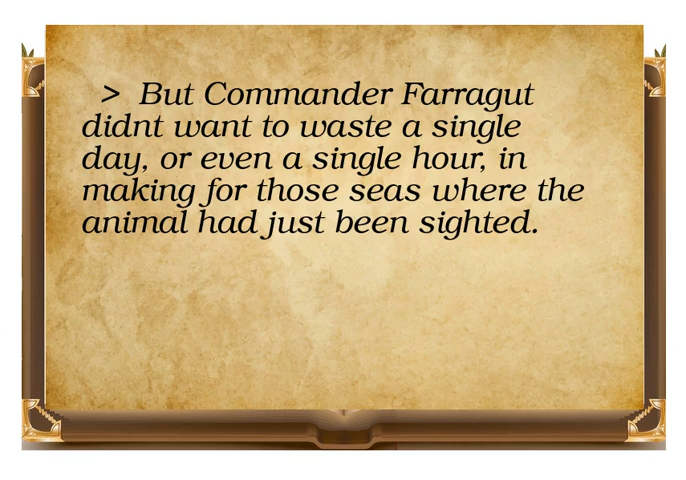 > But Commander Farragut
didnt want to waste a single
day, or even a single hour, in
making for those seas where the
animal had just been sighted.